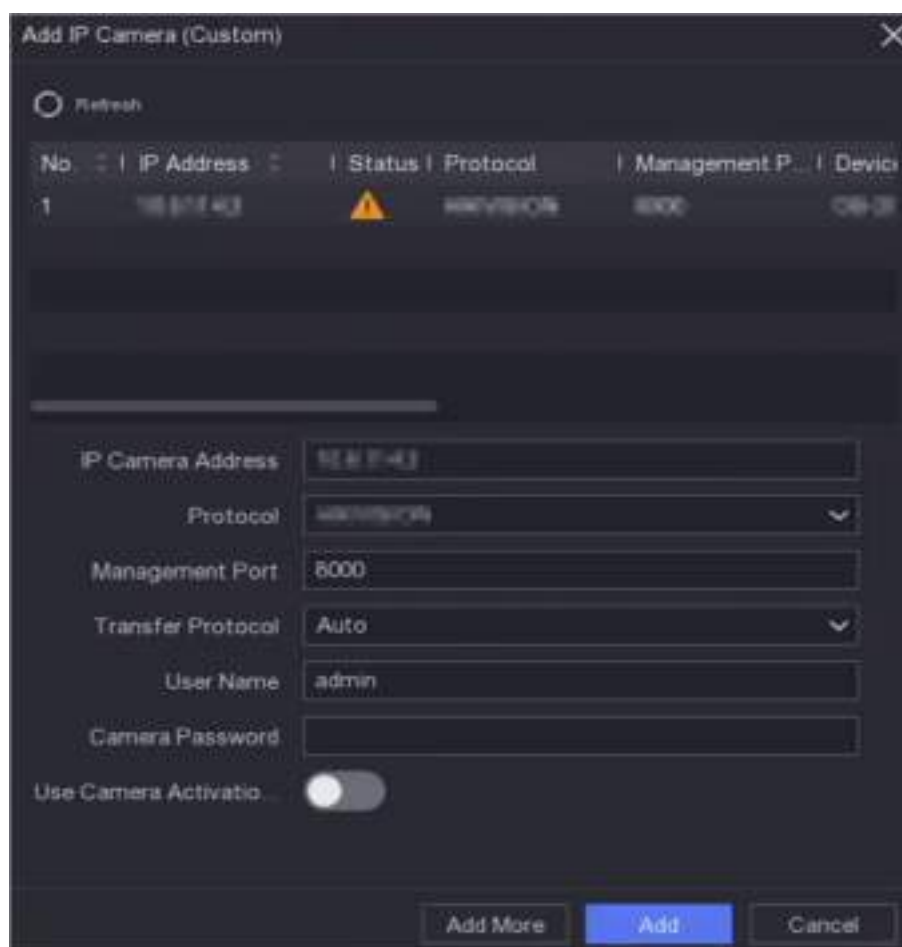 Add IP Camera (Custom)
Refresh
No. IP Address Status Protocol Management P... Device
1
IP Camera Address
Protocol
Management Port 8000
Transfer Protocol Auto
User Name admin
Camera Password
Use Camera Activatio...
Add More Add Cancel